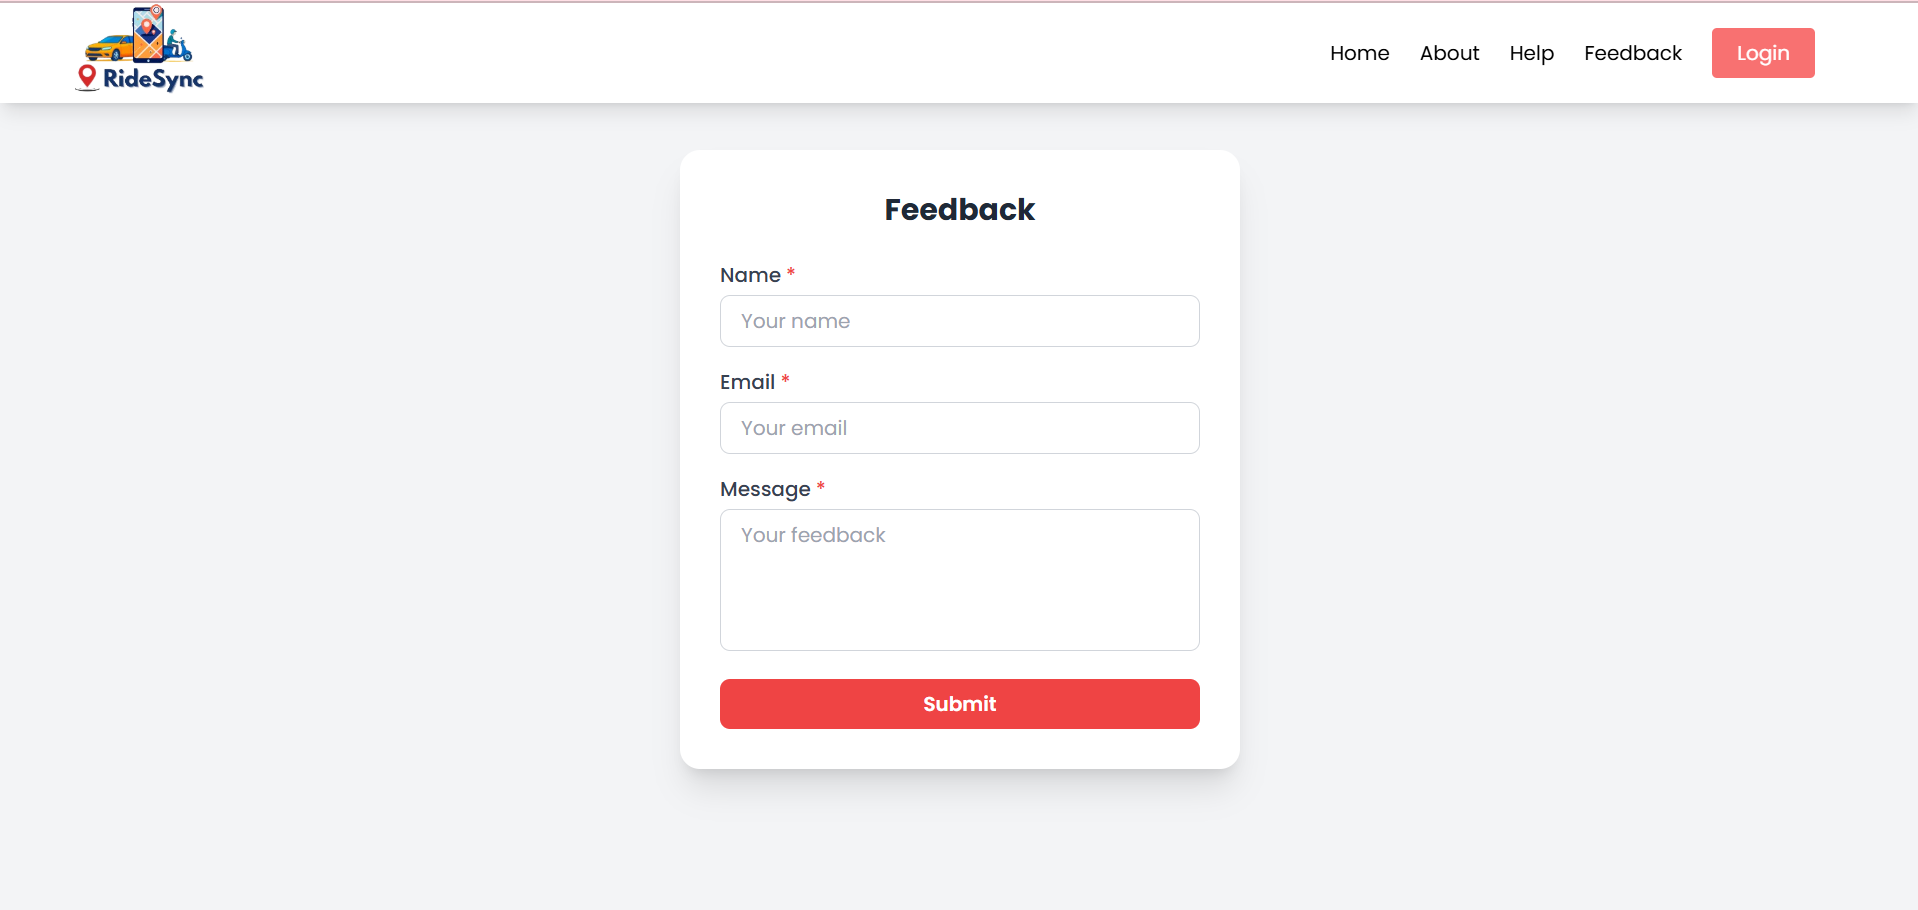 RideSync
Home About Help Feedback Login
Feedback
Name *
Your name
Email *
Your email
Message *
Your feedback
Submit